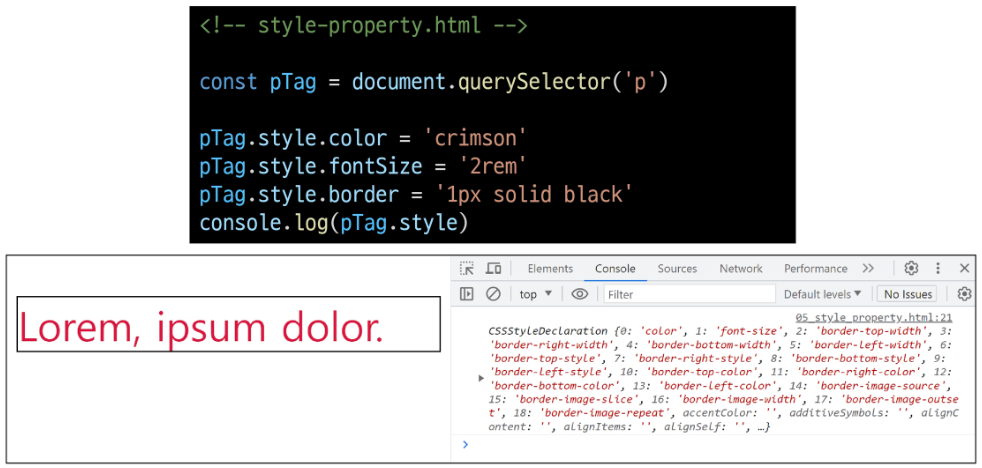 <!-- style-property.html -->
const pTag = document.querySelector('p')
pTag.style.color = 'crimson'
pTag.style.fontSize = '2rem'
pTag.style.border = '1px solid black'
console.log(pTag.style)
Lorem, ipsum dolor.
Elements Console Sources Network Performance
top Filter Default levels No Issues
05_style_property.html:21
CSSStyleDeclaration {0: 'color', 1: 'font-size', 2: 'border-top-width', 3:
'border-right-width', 4: 'border-bottom-width', 5: 'border-left-width', 6:
'border-top-style', 7: 'border-right-style', 8: 'border-bottom-style', 9:
'border-left-style', 10: 'border-top-color', 11: 'border-right-color', 12:
'border-bottom-color', 13: 'border-left-color', 14: 'border-image-source',
15: 'border-image-slice', 16: 'border-image-width', 17: 'border-image-outse
t', 18: 'border-image-repeat', accentColor: '', additiveSymbols: '', alignC
ontent: '', alignItems: '', alignSelf: '', …}